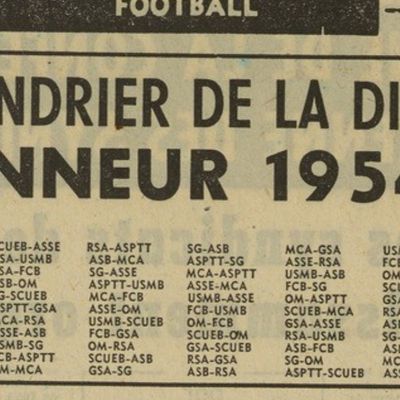 FOOTBALL
NDRIER DE LA DI
NNEUR 1954
CUEB-ASSE
SA-USMB
SA-FCB
SB-OM
G-SCUEB
SPTT-GSA
CA-RSA
SSE-ASB
SMB-SG
CB-ASPTT
M-MCA
RSA-ASPTT
ASB-MCA
SG-ASSE
ASPTT-USMB
MCA-FCB
ASSE-OM
USMB-SCUEB
FCB-GSA
OM-RSA
SCUEB-ASB
GSA-SG
SG-ASB
ASPTT-SG
MCA-ASPTT
ASSE-MCA
USMB-ASSE
FCB-USMB
OM-FCB
SCUEB-OM
GSA-SCUEB
RSA-GSA
ASB-RSA
MCA-GSA
ASSE-RSA
USMB-ASB
FCB-SG
OM-ASPTT
SCUEB-MCA
GSA-ASSE
RSA-USMB
ASB-FCB
SG-OM
ASPTT-SCUEB